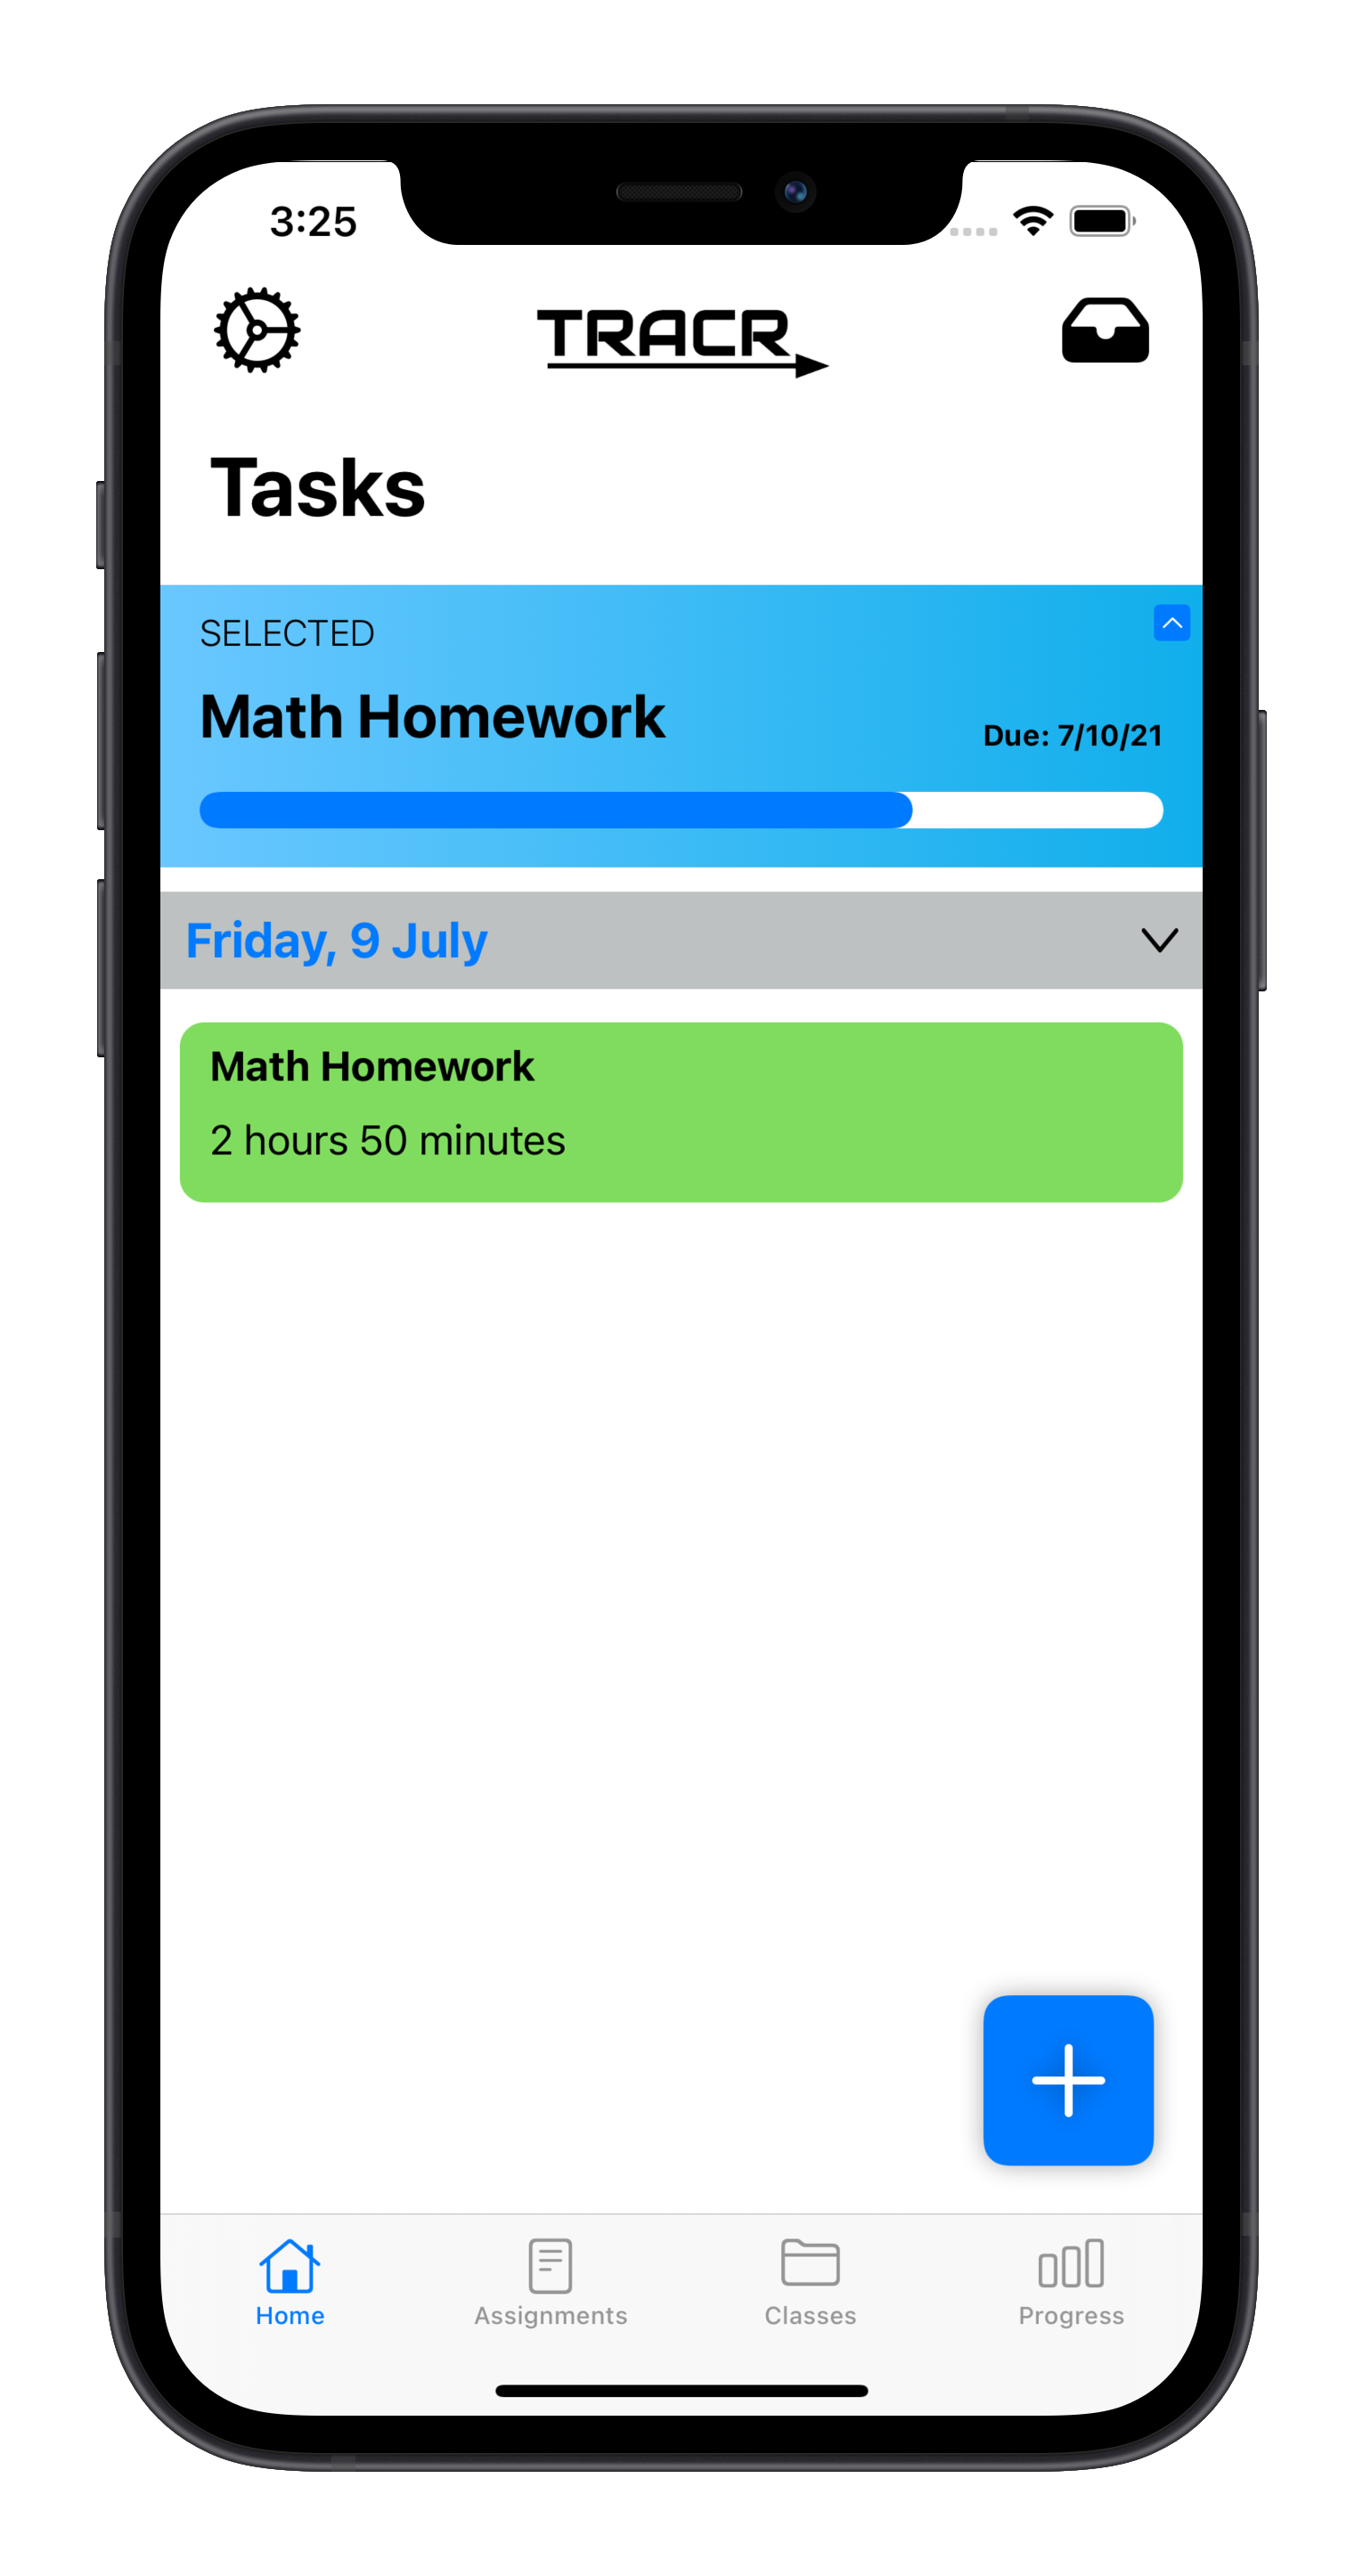 3:25
TRACR
Tasks
SELECTED
Math Homework
Due: 7/10/21
Friday, 9 July
Math Homework
2 hours 50 minutes
Home
Assignments
Classes
Progress